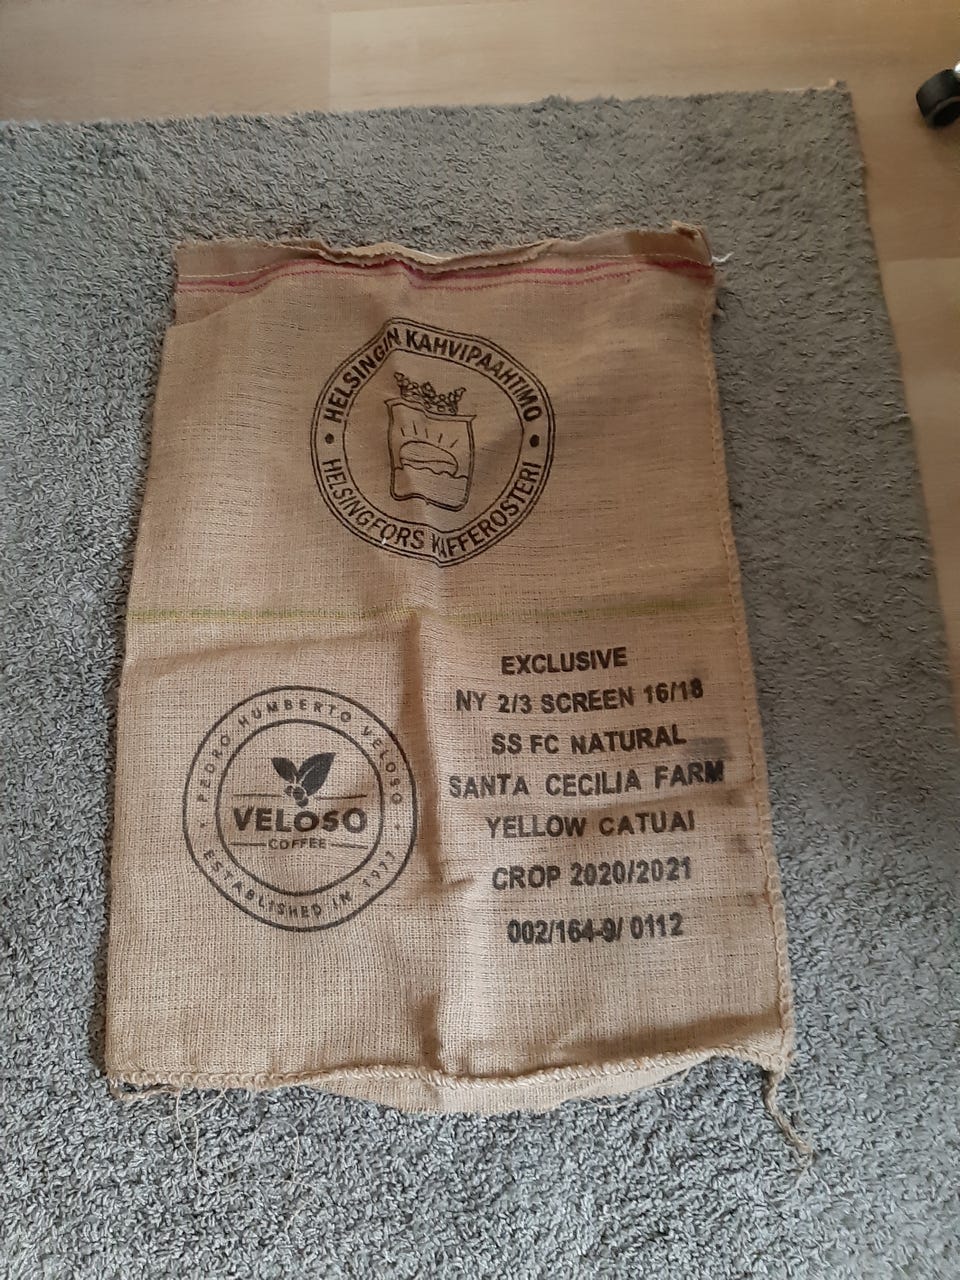 HELSINGIN KAHVIPAAHTIMO
HELSINGFORS KAFFEROSTERI
EXCLUSIVE
NY 2/3 SCREEN 16/18
SS FC NATURAL
SANTA CECILIA FARM
YELLOW CATUAI
CROP 2020/2021
002/164-9/ 0112
PEDRO HUMBERTO VELOSO
VELOSO
COFFEE
ESTABLISHED IN 1977